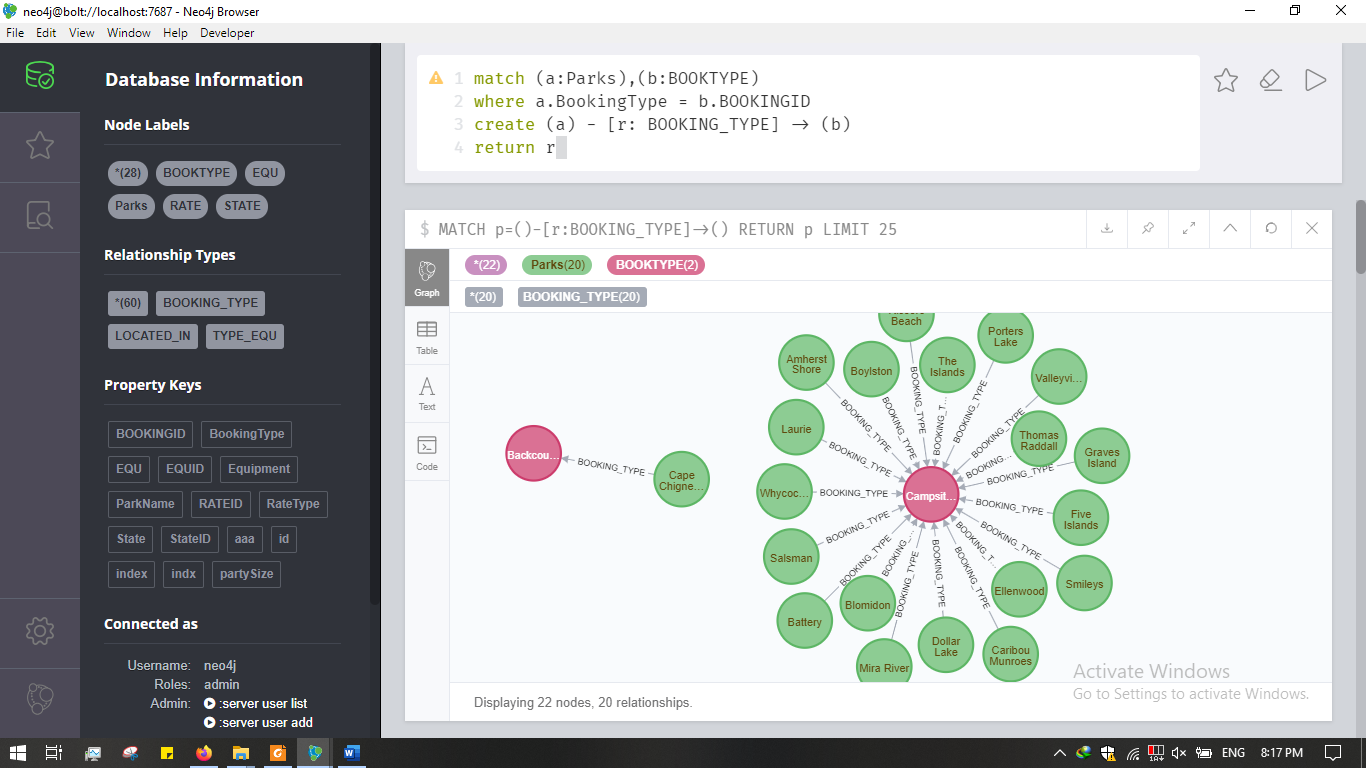 neo4j@bolt://localhost:7687 - Neo4j Browser
File Edit View Window Help Developer
Database Information
Node Labels
*(28) BOOKTYPE EQU
Parks RATE STATE
Relationship Types
*(60) BOOKING_TYPE
LOCATED_IN TYPE_EQU
Property Keys
BOOKINGID BookingType
EQU EQUID Equipment
ParkName RATEID RateType
State StateID aaa id
index indx partySize
Connected as
Username: neo4j
Roles: admin
Admin: :server user list
:server user add
1 match (a:Parks),(b:BOOKTYPE)
2 where a.BookingType = b.BOOKINGID
3 create (a) - [r: BOOKING_TYPE] → (b)
4 return r
$ MATCH p=()-[r:BOOKING_TYPE]→() RETURN p LIMIT 25
Graph
Table
Text
Code
*(22) Parks(20) BOOKTYPE(2)
*(20) BOOKING_TYPE(20)
Backcou…
BOOKING_TYPE
Cape Chigne…
Beach
Porters Lake
Amherst Shore
Boylston
The Islands
Valleyvi…
Laurie
Thomas Raddall
Graves Island
Whycoc…
Campsit…
Five Islands
Salsman
Smileys
Ellenwood
Blomidon
Battery
Dollar Lake
Caribou Munroes
Mira River
BOOKING_TYPE
BOOKING_TYPE
BOOKING_TYPE
BOOKING_T…
BOOKING_TYPE
BOOKING_TYPE
BOOKING_TYPE
BOOKING_…
BOOKING_TYPE
BOOKING_TYPE
BOOKING_TYPE
BOOKING_TYPE
BOOKING_TYPE
BOOKING_T…
BOOKING_TYPE
BOOKING_…
BOOKING_TYPE
BOOKING_TYPE
BOOKING_TYPE
Displaying 22 nodes, 20 relationships.
Activate Windows
Go to Settings to activate Windows.
ENG 8:17 PM